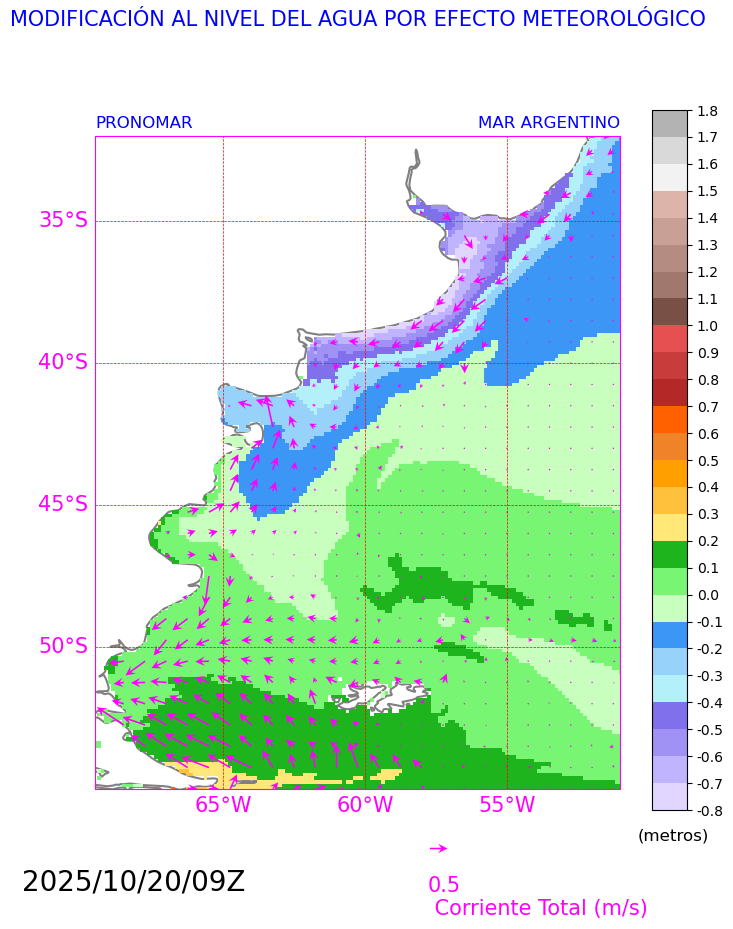 MODIFICACIÓN AL NIVEL DEL AGUA POR EFECTO METEOROLÓGICO
PRONOMAR MAR ARGENTINO
35°S
40°S
45°S
50°S
65°W 60°W 55°W
1.8
1.7
1.6
1.5
1.4
1.3
1.2
1.1
1.0
0.9
0.8
0.7
0.6
0.5
0.4
0.3
0.2
0.1
0.0
-0.1
-0.2
-0.3
-0.4
-0.5
-0.6
-0.7
-0.8
(metros)
2025/10/20/09Z
0.5
Corriente Total (m/s)